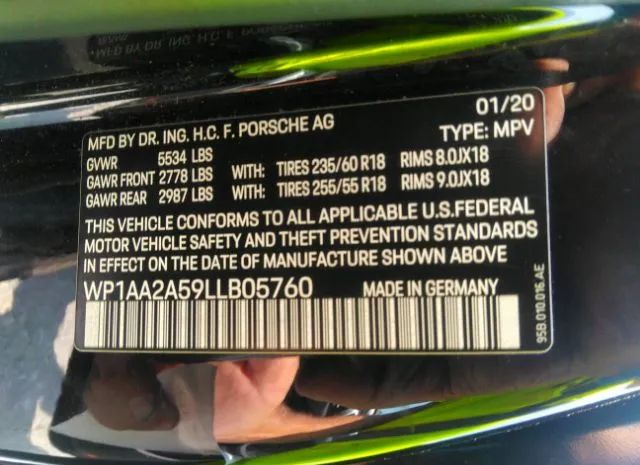 01/20
MFD BY DR. ING. H.C. F. PORSCHE AG TYPE: MPV
GVWR 5534 LBS
GAWR FRONT 2778 LBS WITH: TIRES 235/60 R18 RIMS 8.0JX18
GAWR REAR 2987 LBS WITH: TIRES 255/55 R18 RIMS 9.0JX18
THIS VEHICLE CONFORMS TO ALL APPLICABLE U.S.FEDERAL
MOTOR VEHICLE SAFETY AND THEFT PREVENTION STANDARDS
IN EFFECT ON THE DATE OF MANUFACTURE SHOWN ABOVE
WP1AA2A59LLB05760 MADE IN GERMANY
95B.010.016.AE